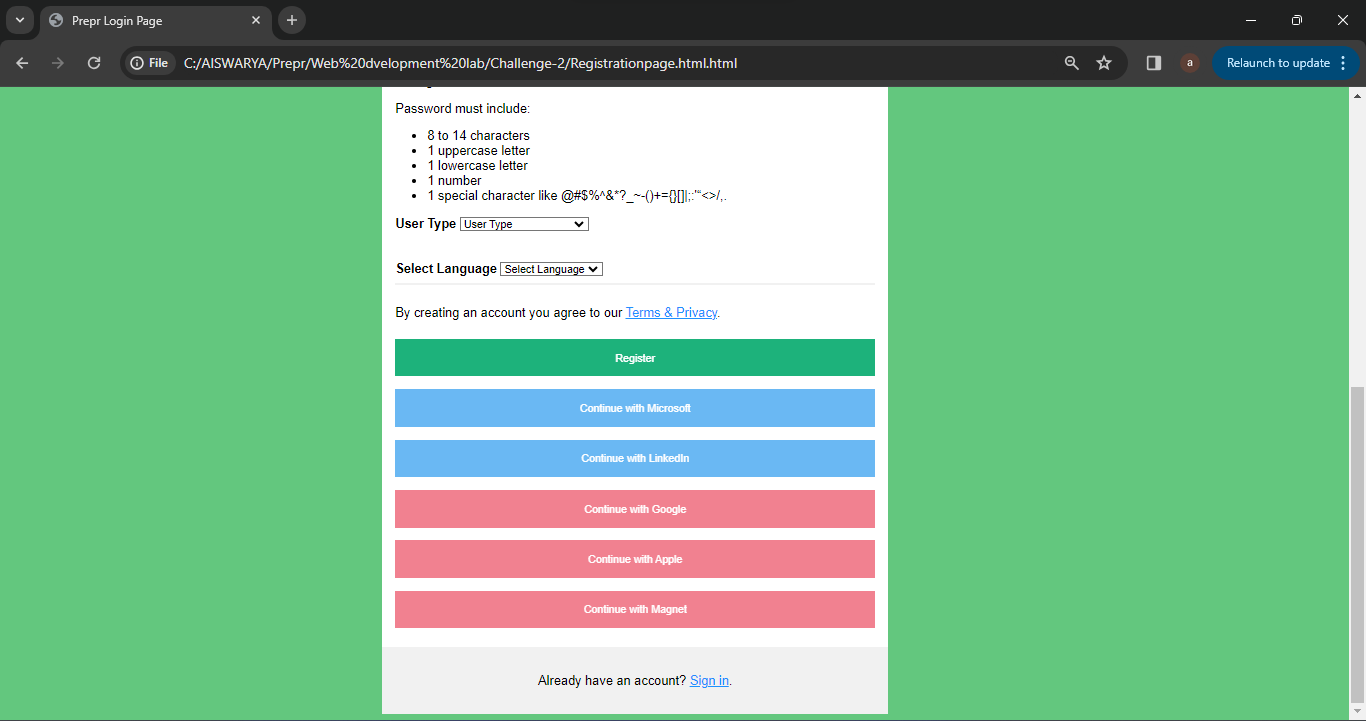 Prepr Login Page
File C:/AISWARYA/Prepr/Web%20dvelopment%20lab/Challenge-2/Registrationpage.html.html a Relaunch to update
Password must include:
8 to 14 characters
1 uppercase letter
1 lowercase letter
1 number
1 special character like @#$%^&*?_~-()+={}[]|;:'"<>/,.
User Type User Type
Select Language Select Language
By creating an account you agree to our Terms & Privacy.
Register
Continue with Microsoft
Continue with LinkedIn
Continue with Google
Continue with Apple
Continue with Magnet
Already have an account? Sign in.